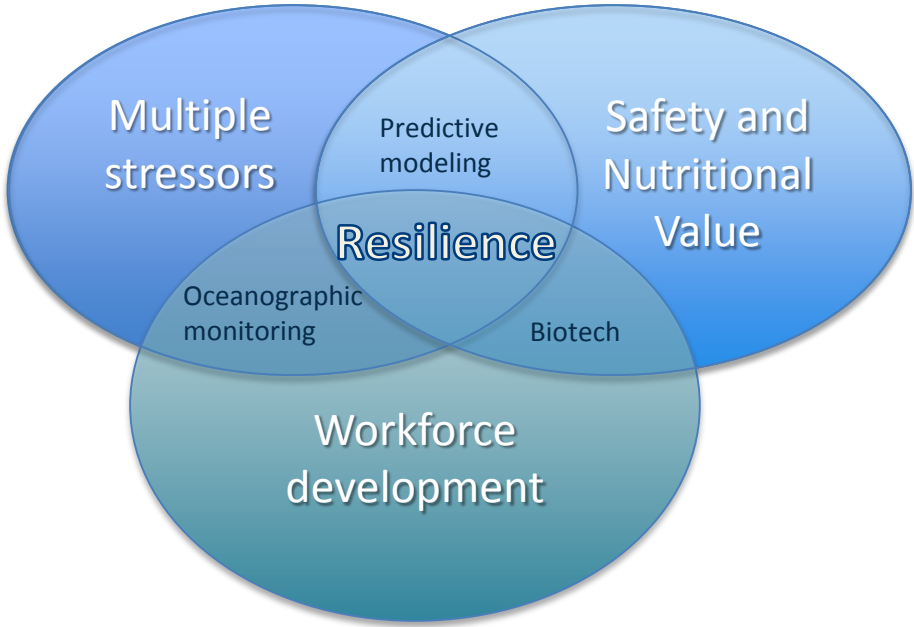 Multiple
stressors
Predictive
modeling
Safety and
Nutritional
Value
Resilience
Oceanographic
monitoring
Biotech
Workforce
development